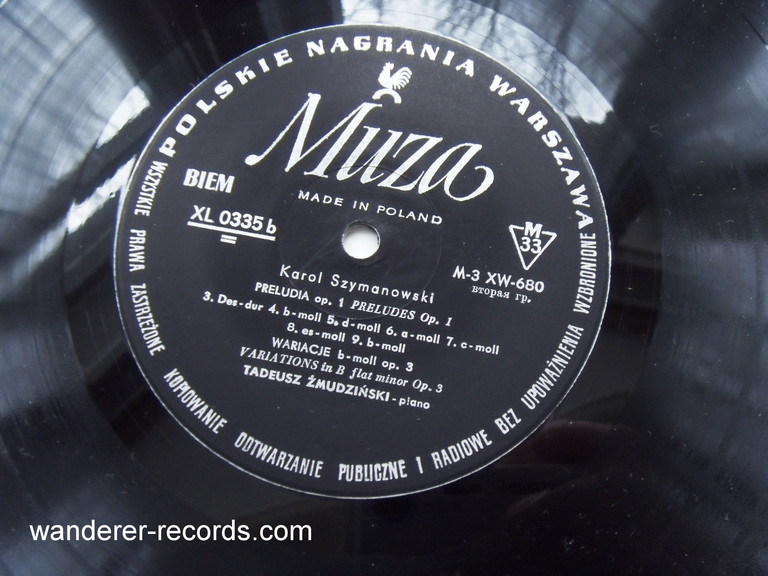 POLSKIE NAGRANIA WARSZAWA
Muza
MADE IN POLAND
BIEM
XL 0335 b
M
33
M-3 XW-680
вторая гр.
Karol Szymanowski
PRELUDIA op. 1 PRELUDES Op. 1
3. Des-dur 4. b-moll 5. d-moll 6. a-moll 7. c-moll
8. es-moll 9. b-moll
WARIACJE b-moll op. 3
VARIATIONS in B flat minor Op. 3
TADEUSZ ŻMUDZIŃSKI - piano
WSZYSTKIE PRAWA ZASTRZEŻONE KOPIOWANIE ODTWARZANIE PUBLICZNE I RADIOWE BEZ UPOWAŻNIENIA WZBRONIONE
wanderer-records.com